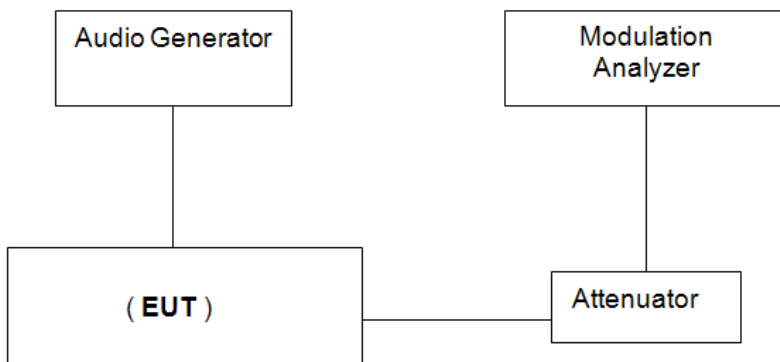 Audio Generator
Modulation
Analyzer
( EUT )
Attenuator